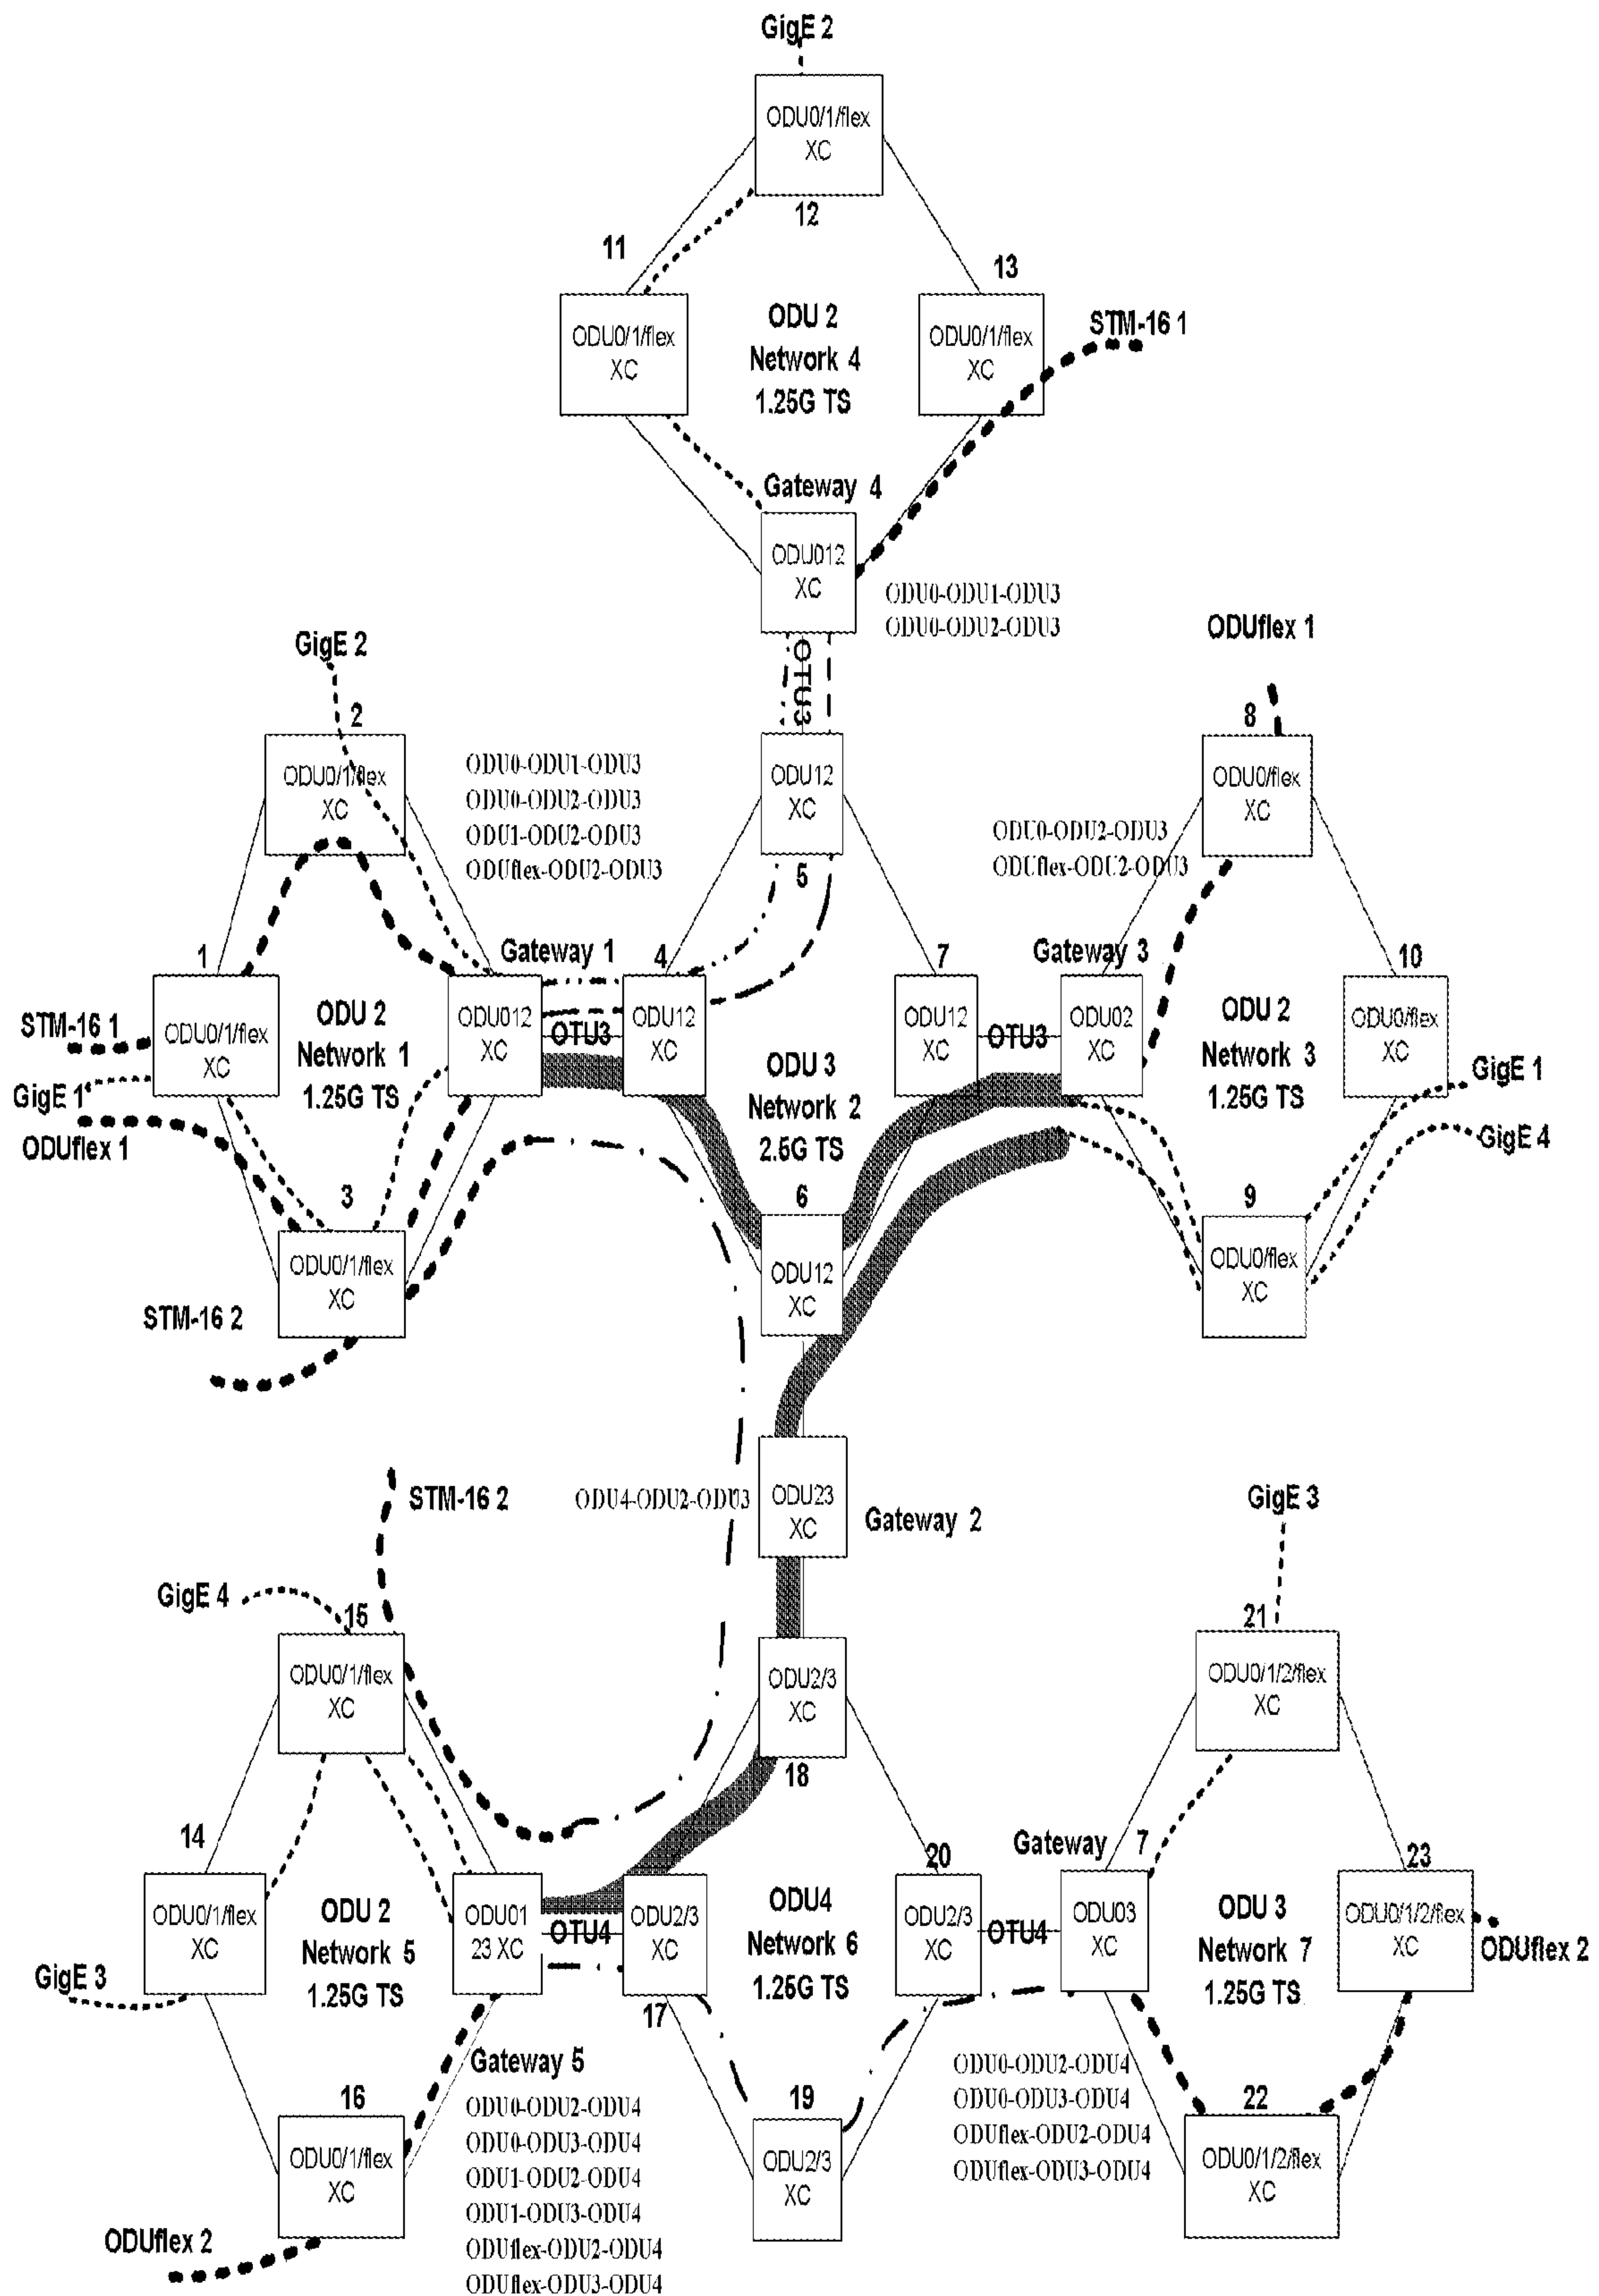 GigE 2
ODU0/1/flex
XC
12
11
13
ODU0/1/flex
XC
ODU 2
Network 4
1.25G TS
ODU0/1/flex
XC
STM-16 1
Gateway 4
ODU012
XC
ODU0-ODU1-ODU3
ODU0-ODU2-ODU3
OTU3
GigE 2
2
ODU0/1/flex
XC
ODU0-ODU1-ODU3
ODU0-ODU2-ODU3
ODU1-ODU2-ODU3
ODUflex-ODU2-ODU3
ODU12
XC
5
ODUflex 1
8
ODU0/flex
XC
ODU0-ODU2-ODU3
ODUflex-ODU2-ODU3
1
Gateway 1
4
7
Gateway 3
10
STM-16 1
GigE 1
ODUflex 1
ODU0/1/flex
XC
ODU 2
Network 1
1.25G TS
ODU012
XC
OTU3
ODU12
XC
ODU 3
Network 2
2.5G TS
ODU12
XC
OTU3
ODU02
XC
ODU 2
Network 3
1.25G TS
ODU0/flex
XC
GigE 1
GigE 4
3
ODU0/1/flex
XC
STM-16 2
6
ODU12
XC
9
ODU0/flex
XC
STM-16 2
ODU4-ODU2-ODU3
ODU23
XC
Gateway 2
GigE 3
GigE 4
15
ODU0/1/flex
XC
ODU2/3
XC
18
21
ODU0/1/2/flex
XC
14
ODU0/1/flex
XC
GigE 3
ODU 2
Network 5
1.25G TS
ODU01
23 XC
OTU4
ODU2/3
XC
17
ODU4
Network 6
1.25G TS
20
ODU2/3
XC
OTU4
Gateway 7
ODU03
XC
ODU 3
Network 7
1.25G TS
23
ODU0/1/2/flex
XC
ODUflex 2
16
ODU0/1/flex
XC
ODUflex 2
Gateway 5
ODU0-ODU2-ODU4
ODU0-ODU3-ODU4
ODU1-ODU2-ODU4
ODU1-ODU3-ODU4
ODUflex-ODU2-ODU4
ODUflex-ODU3-ODU4
19
ODU2/3
XC
ODU0-ODU2-ODU4
ODU0-ODU3-ODU4
ODUflex-ODU2-ODU4
ODUflex-ODU3-ODU4
22
ODU0/1/2/flex
XC